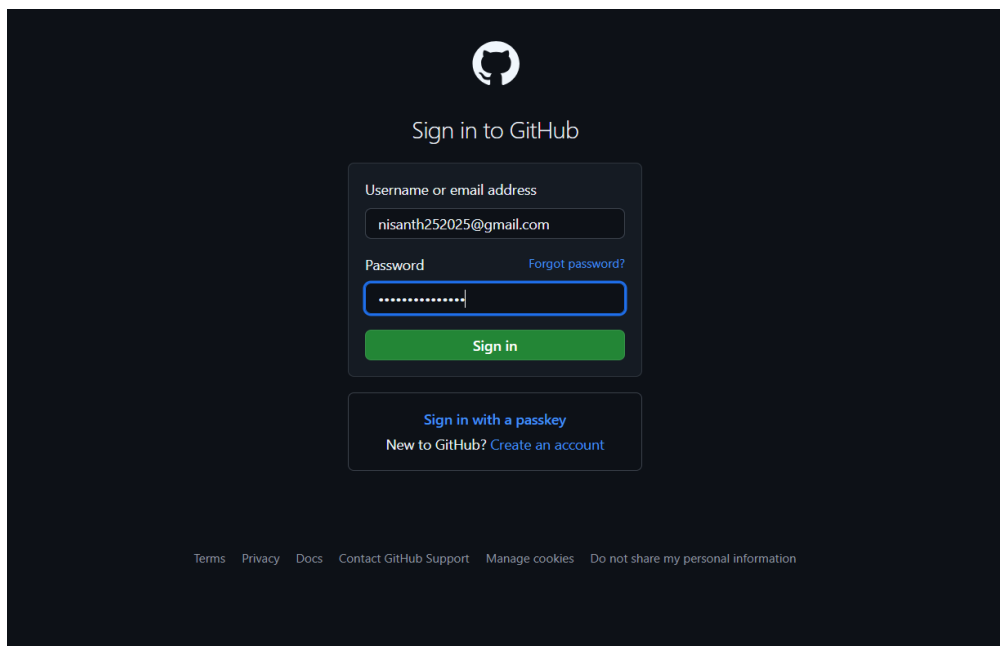 Sign in to GitHub
Username or email address
nisanth252025@gmail.com
Password Forgot password?
•••••••••••••••
Sign in
Sign in with a passkey
New to GitHub? Create an account
Terms Privacy Docs Contact GitHub Support Manage cookies Do not share my personal information